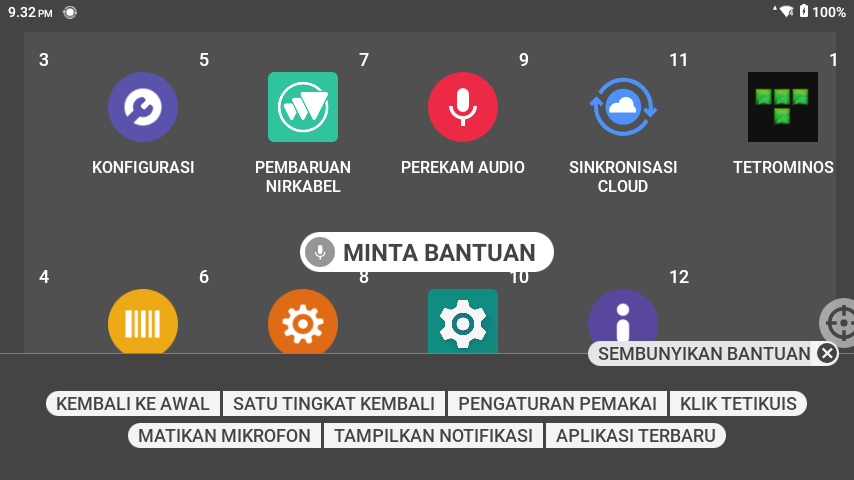 9.32 PM 100%
3 5 7 9 11 1
KONFIGURASI
PEMBARUAN
NIRKABEL
PEREKAM AUDIO
SINKRONISASI
CLOUD
TETROMINOS
MINTA BANTUAN
4 6 8 10 12
SEMBUNYIKAN BANTUAN
KEMBALI KE AWAL
SATU TINGKAT KEMBALI
PENGATURAN PEMAKAI
KLIK TETIKUIS
MATIKAN MIKROFON
TAMPILKAN NOTIFIKASI
APLIKASI TERBARU